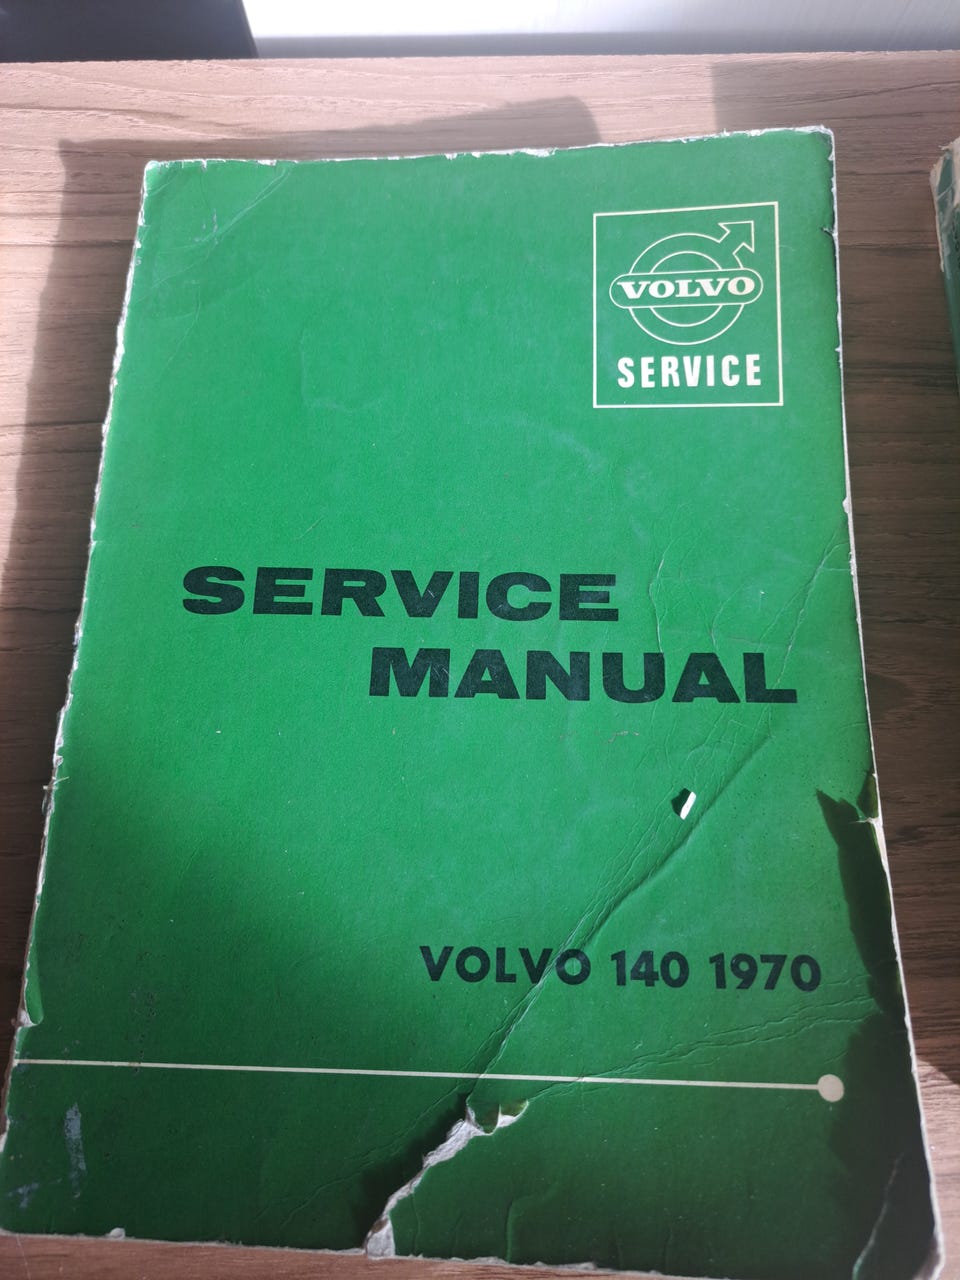 VOLVO
SERVICE
SERVICE
MANUAL
VOLVO 140 1970